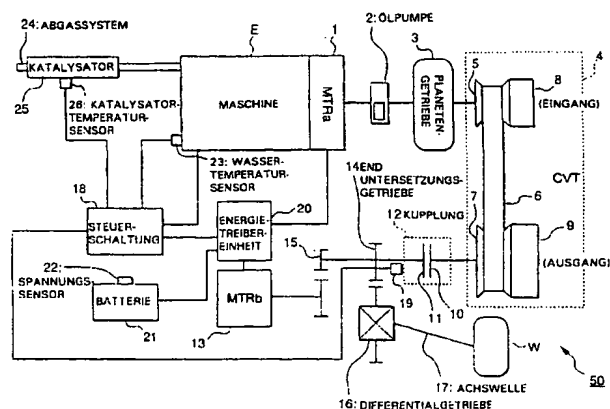 24: ABGASSYSTEM
KATALYSATOR
25
26: KATALYSATOR-
TEMPERATUR-
SENSOR
E
1
MASCHINE
MTRa
2: ÖLPUMPE
3
PLANETEN-
GETRIEBE
4
5
8
(EINGANG)
6
CVT
7
9
(AUSGANG)
23: WASSER-
TEMPERATUR-
SENSOR
18
STEUER-
SCHALTUNG
20
ENERGIE-
TREIBER-
EINHEIT
14 END
UNTERSETZUNGS-
GETRIEBE
12 KUPPLUNG
15
19
11
10
22:
SPANNUNGS-
SENSOR
BATTERIE
21
MTRb
13
W
50
17: ACHSWELLE
16: DIFFERENTIALGETRIEBE